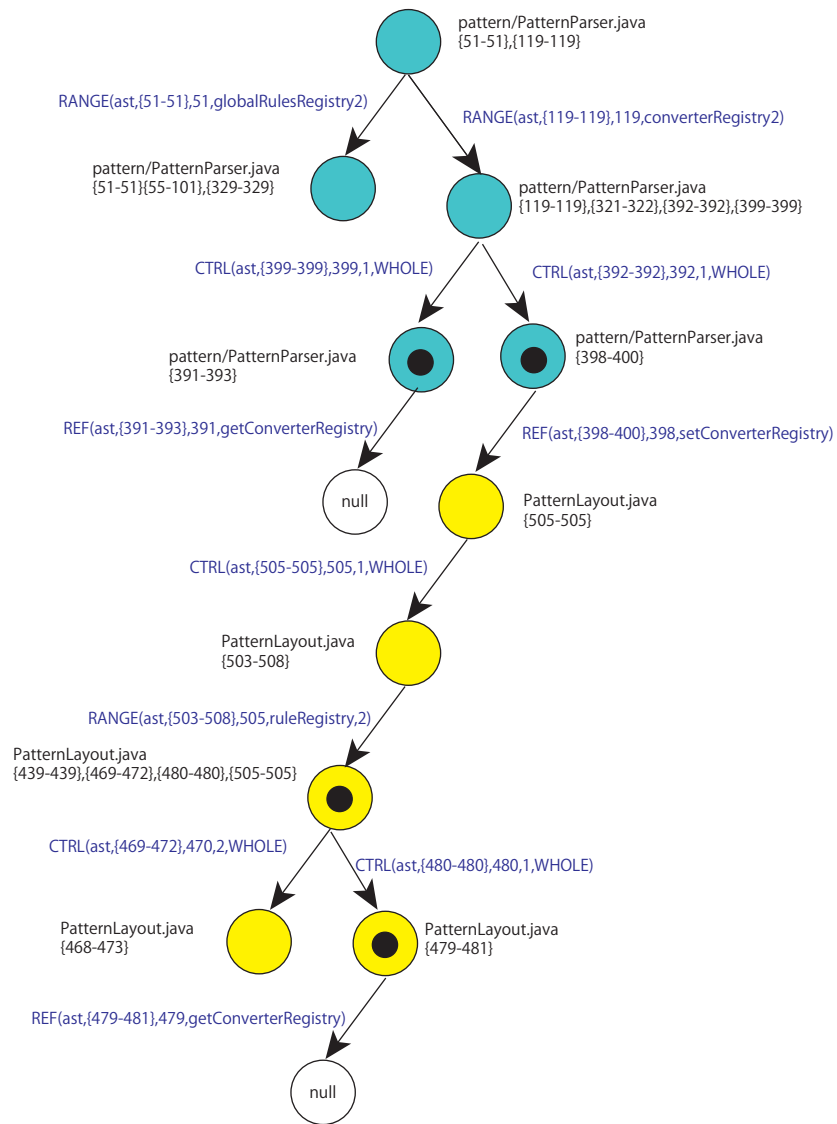 pattern/PatternParser.java
{51-51},{119-119}
RANGE(ast,{51-51},51,globalRulesRegistry2)
RANGE(ast,{119-119},119,converterRegistry2)
pattern/PatternParser.java
{51-51}{55-101},{329-329}
pattern/PatternParser.java
{119-119},{321-322},{392-392},{399-399}
CTRL(ast,{399-399},399,1,WHOLE)
CTRL(ast,{392-392},392,1,WHOLE)
pattern/PatternParser.java
{391-393}
pattern/PatternParser.java
{398-400}
REF(ast,{391-393},391,getConverterRegistry)
REF(ast,{398-400},398,setConverterRegistry)
null
PatternLayout.java
{505-505}
CTRL(ast,{505-505},505,1,WHOLE)
PatternLayout.java
{503-508}
RANGE(ast,{503-508},505,ruleRegistry,2)
PatternLayout.java
{439-439},{469-472},{480-480},{505-505}
CTRL(ast,{469-472},470,2,WHOLE)
CTRL(ast,{480-480},480,1,WHOLE)
PatternLayout.java
{468-473}
PatternLayout.java
{479-481}
REF(ast,{479-481},479,getConverterRegistry)
null